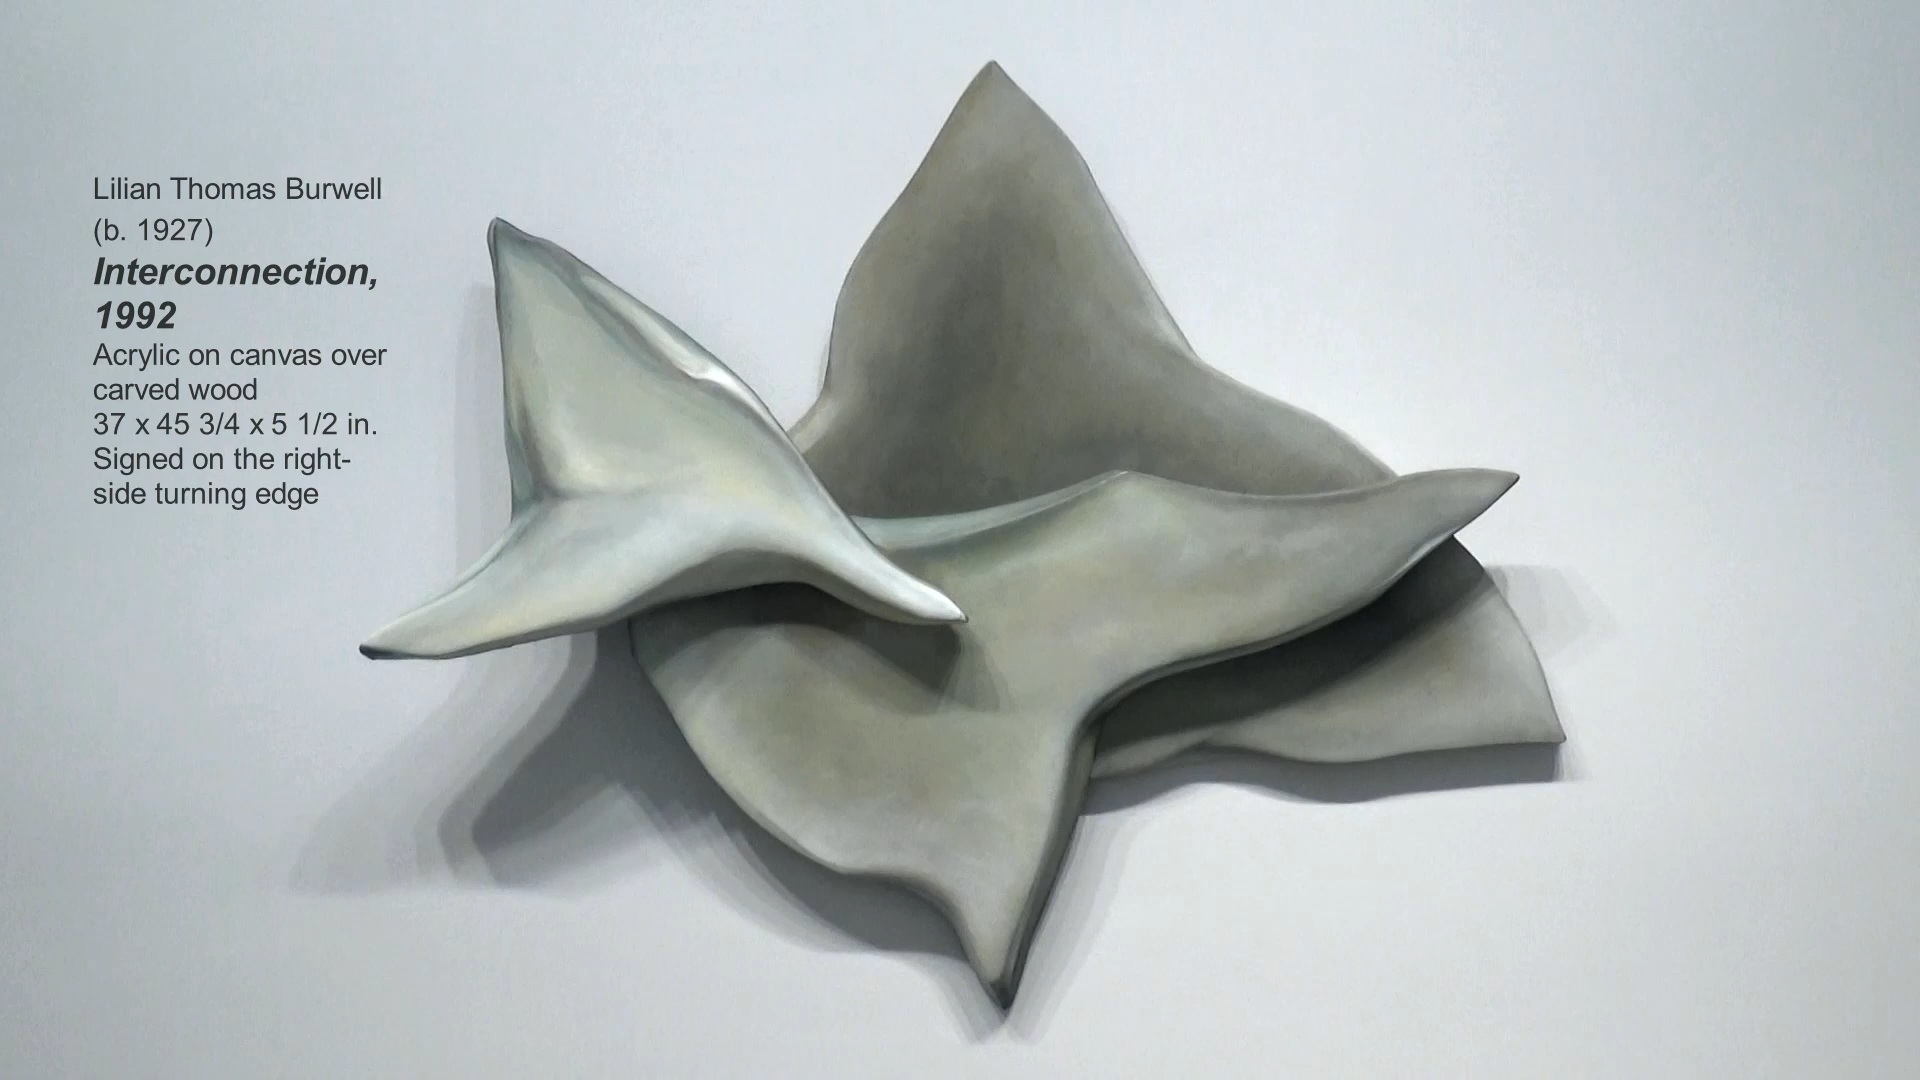 Lilian Thomas Burwell
(b. 1927)
Interconnection,
1992
Acrylic on canvas over
carved wood
37 x 45 3/4 x 5 1/2 in.
Signed on the right-
side turning edge